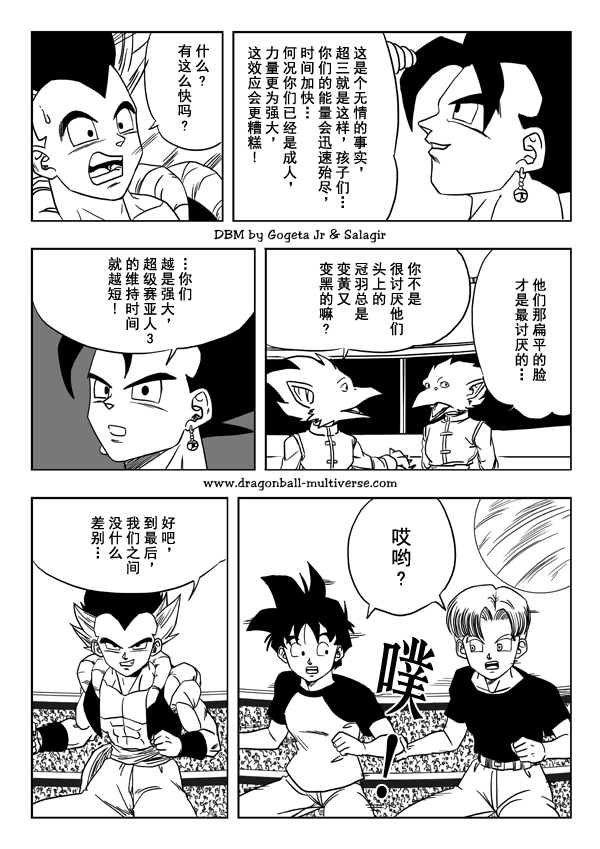 什么？
有这么快吗？
这是个无情的事实，
超三就是这样，孩子们…
你们的能量会迅速殆尽，
时间加快…
何况你们已经是成人，
力量更为强大，
这效应会更糟糕！
DBM by Gogeta Jr & Salagir
…你们
越是强大，
超级赛亚人3
的维持时间
就越短！
你不是
很讨厌他们
头上的
冠羽总是
变黄又
变黑的嘛？
他们那扁平的脸
才是最讨厌的…
www.dragonball-multiverse.com
好吧，
到最后，
我们之间
没什么
差别…
哎哟？
噗！